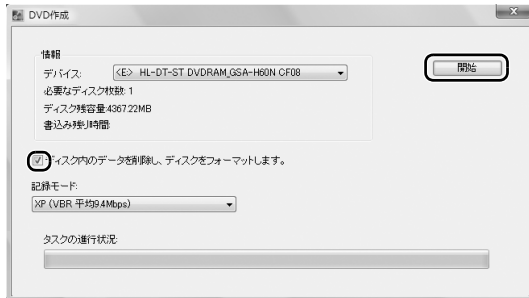 DVD作成
情報
デバイス:
<E> HL-DT-ST DVDRAM_GSA-H60N CF08
開始
必要なディスク枚数: 1
ディスク残容量:4367.22MB
書込み残り時間:
ディスク内のデータを削除し、ディスクをフォーマットします。
記録モード:
XP (VBR 平均9.4Mbps)
タスクの進行状況: